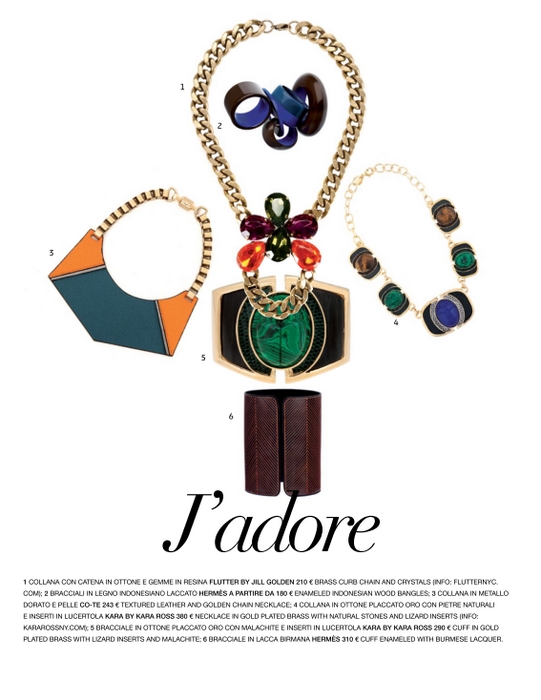 1
2
3
4
5
6
J'adore
1 COLLANA CON CATENA IN OTTONE E GEMME IN RESINA FLUTTER BY JILL GOLDEN 210 € BRASS CURB CHAIN AND CRYSTALS (INFO: FLUTTERNYC.
COM); 2 BRACCIALI IN LEGNO INDONESIANO LACCATO HERMÈS A PARTIRE DA 180 € ENAMELED INDONESIAN WOOD BANGLES; 3 COLLANA IN METALLO
DORATO E PELLE CO-TE 243 € TEXTURED LEATHER AND GOLDEN CHAIN NECKLACE; 4 COLLANA IN OTTONE PLACCATO ORO CON PIETRE NATURALI
E INSERTI IN LUCERTOLA KARA BY KARA ROSS 380 € NECKLACE IN GOLD PLATED BRASS WITH NATURAL STONES AND LIZARD INSERTS (INFO:
KARAROSSNY.COM); 5 BRACCIALE IN OTTONE PLACCATO ORO CON MALACHITE E INSERTI IN LUCERTOLA KARA BY KARA ROSS 290 € CUFF IN GOLD
PLATED BRASS WITH LIZARD INSERTS AND MALACHITE; 6 BRACCIALE IN LACCA BIRMANA HERMÈS 310 € CUFF ENAMELED WITH BURMESE LACQUER.